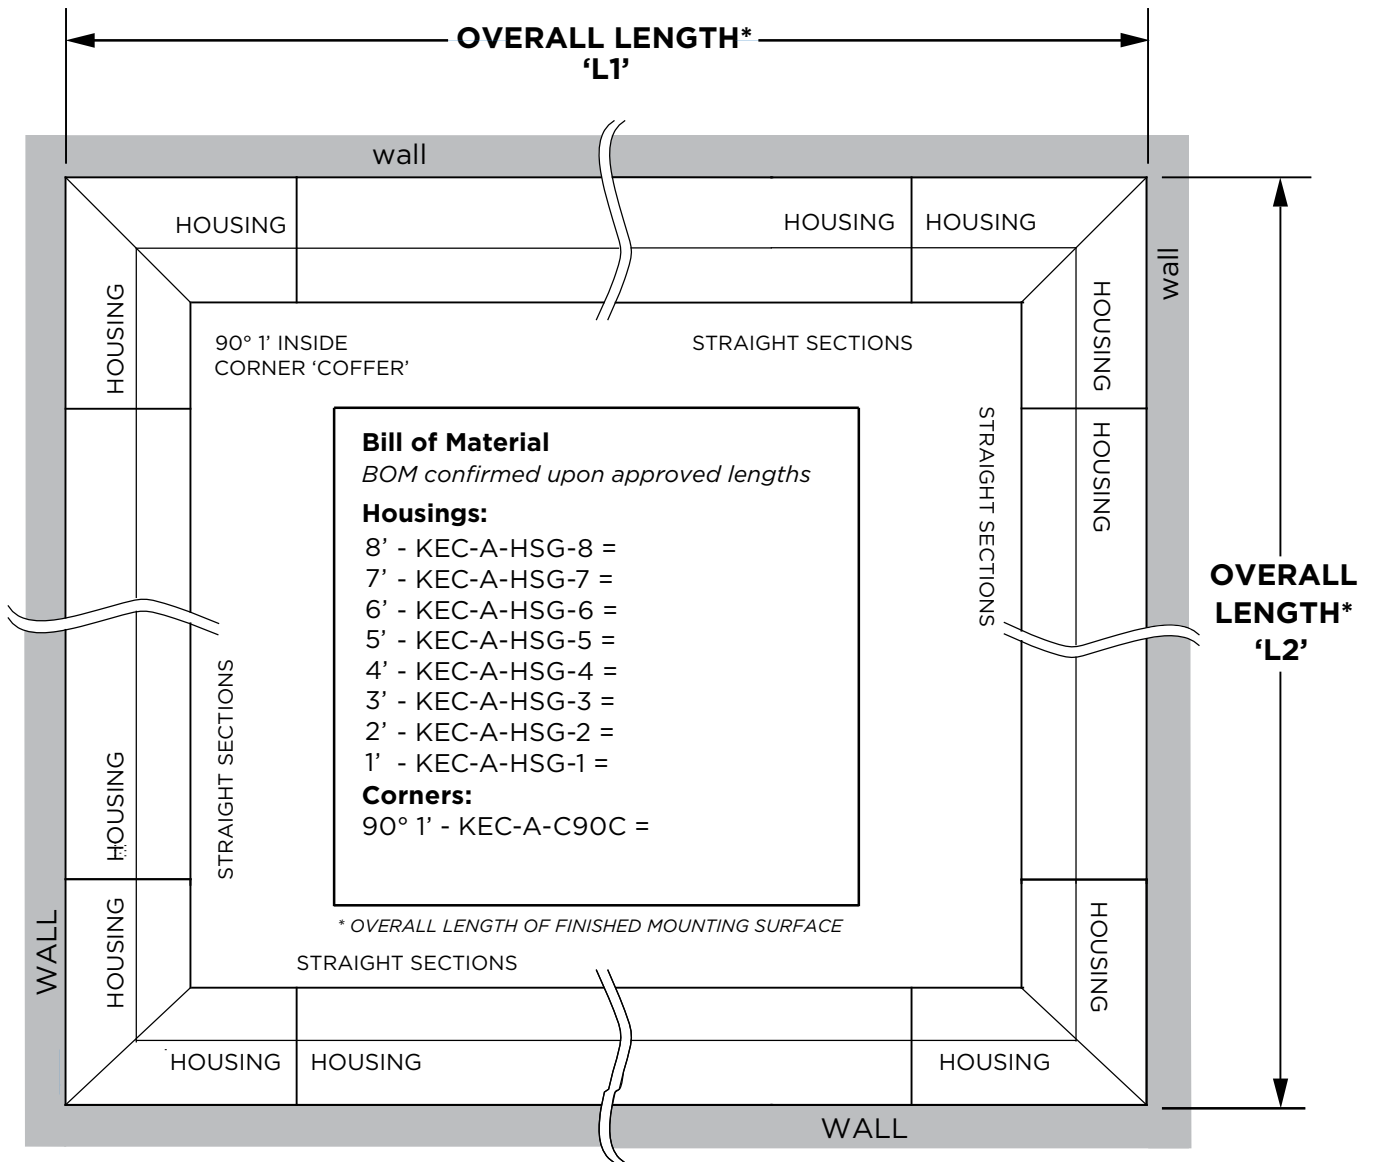 OVERALL LENGTH*
‘L1’
wall
HOUSING
HOUSING
HOUSING
wall
HOUSING
HOUSING
90° 1’ INSIDE
CORNER ‘COFFER’
STRAIGHT SECTIONS
STRAIGHT SECTIONS
HOUSING
Bill of Material
BOM confirmed upon approved lengths
Housings:
8’ - KEC-A-HSG-8 =
7’ - KEC-A-HSG-7 =
6’ - KEC-A-HSG-6 =
5’ - KEC-A-HSG-5 =
4’ - KEC-A-HSG-4 =
3’ - KEC-A-HSG-3 =
2’ - KEC-A-HSG-2 =
1’ - KEC-A-HSG-1 =
Corners:
90° 1’ - KEC-A-C90C =
OVERALL
LENGTH*
‘L2’
STRAIGHT SECTIONS
HOUSING
WALL
HOUSING
HOUSING
* OVERALL LENGTH OF FINISHED MOUNTING SURFACE
STRAIGHT SECTIONS
HOUSING
HOUSING
HOUSING
WALL